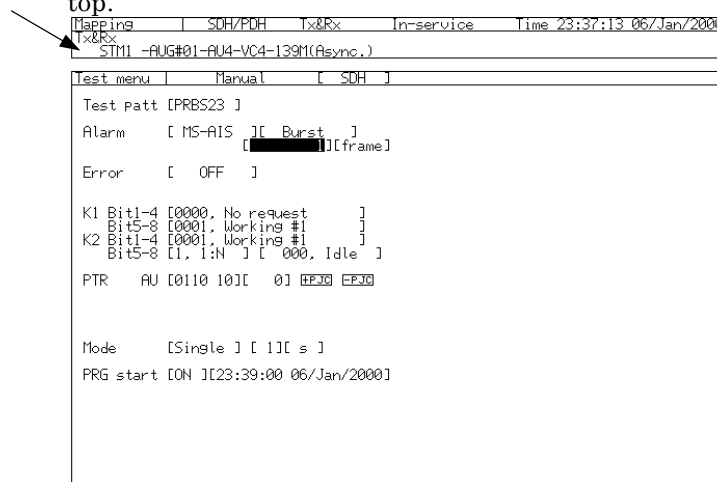 top.
Mapping | SDH/PDH Tx&Rx In-service Time 23:37:13 06/Jan/200
Tx&Rx
STM1 -AUG#01-AU4-VC4-139M(Async.)
Test menu | Manual [ SDH ]
Test patt [PRBS23 ]
Alarm [ MS-AIS ][ Burst ]
[ 1][frame]
Error [ OFF ]
K1 Bit1-4 [0000, No request ]
Bit5-8 [0001, Working #1 ]
K2 Bit1-4 [0001, Working #1 ]
Bit5-8 [1, 1:N ] [ 000, Idle ]
PTR AU [0110 10][ 0] +PJC -PJC
Mode [Single ] [ 1][ s ]
PRG start [ON ][23:39:00 06/Jan/2000]